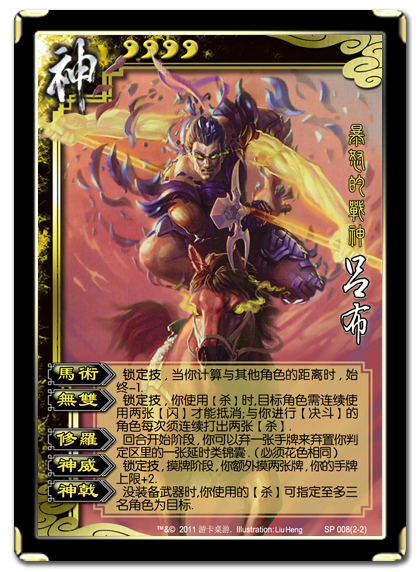 神
暴怒的戰神
呂布
馬術 锁定技,当你计算与其他角色的距离时,始
终-1.
無雙 锁定技,你使用【杀】时,目标角色需连续使
用两张【闪】才能抵消;与你进行【决斗】的
角色每次须连续打出两张【杀】.
修羅 回合开始阶段,你可以弃一张手牌来弃置你判
定区里的一张延时类锦囊.(必须花色相同)
神威 锁定技,摸牌阶段,你额外摸两张牌,你的手牌
上限+2.
神戟 没装备武器时,你使用的【杀】可指定至多三
名角色为目标.
™&© 2011 游卡桌游. Illustration: Liu Heng SP 008(2-2)